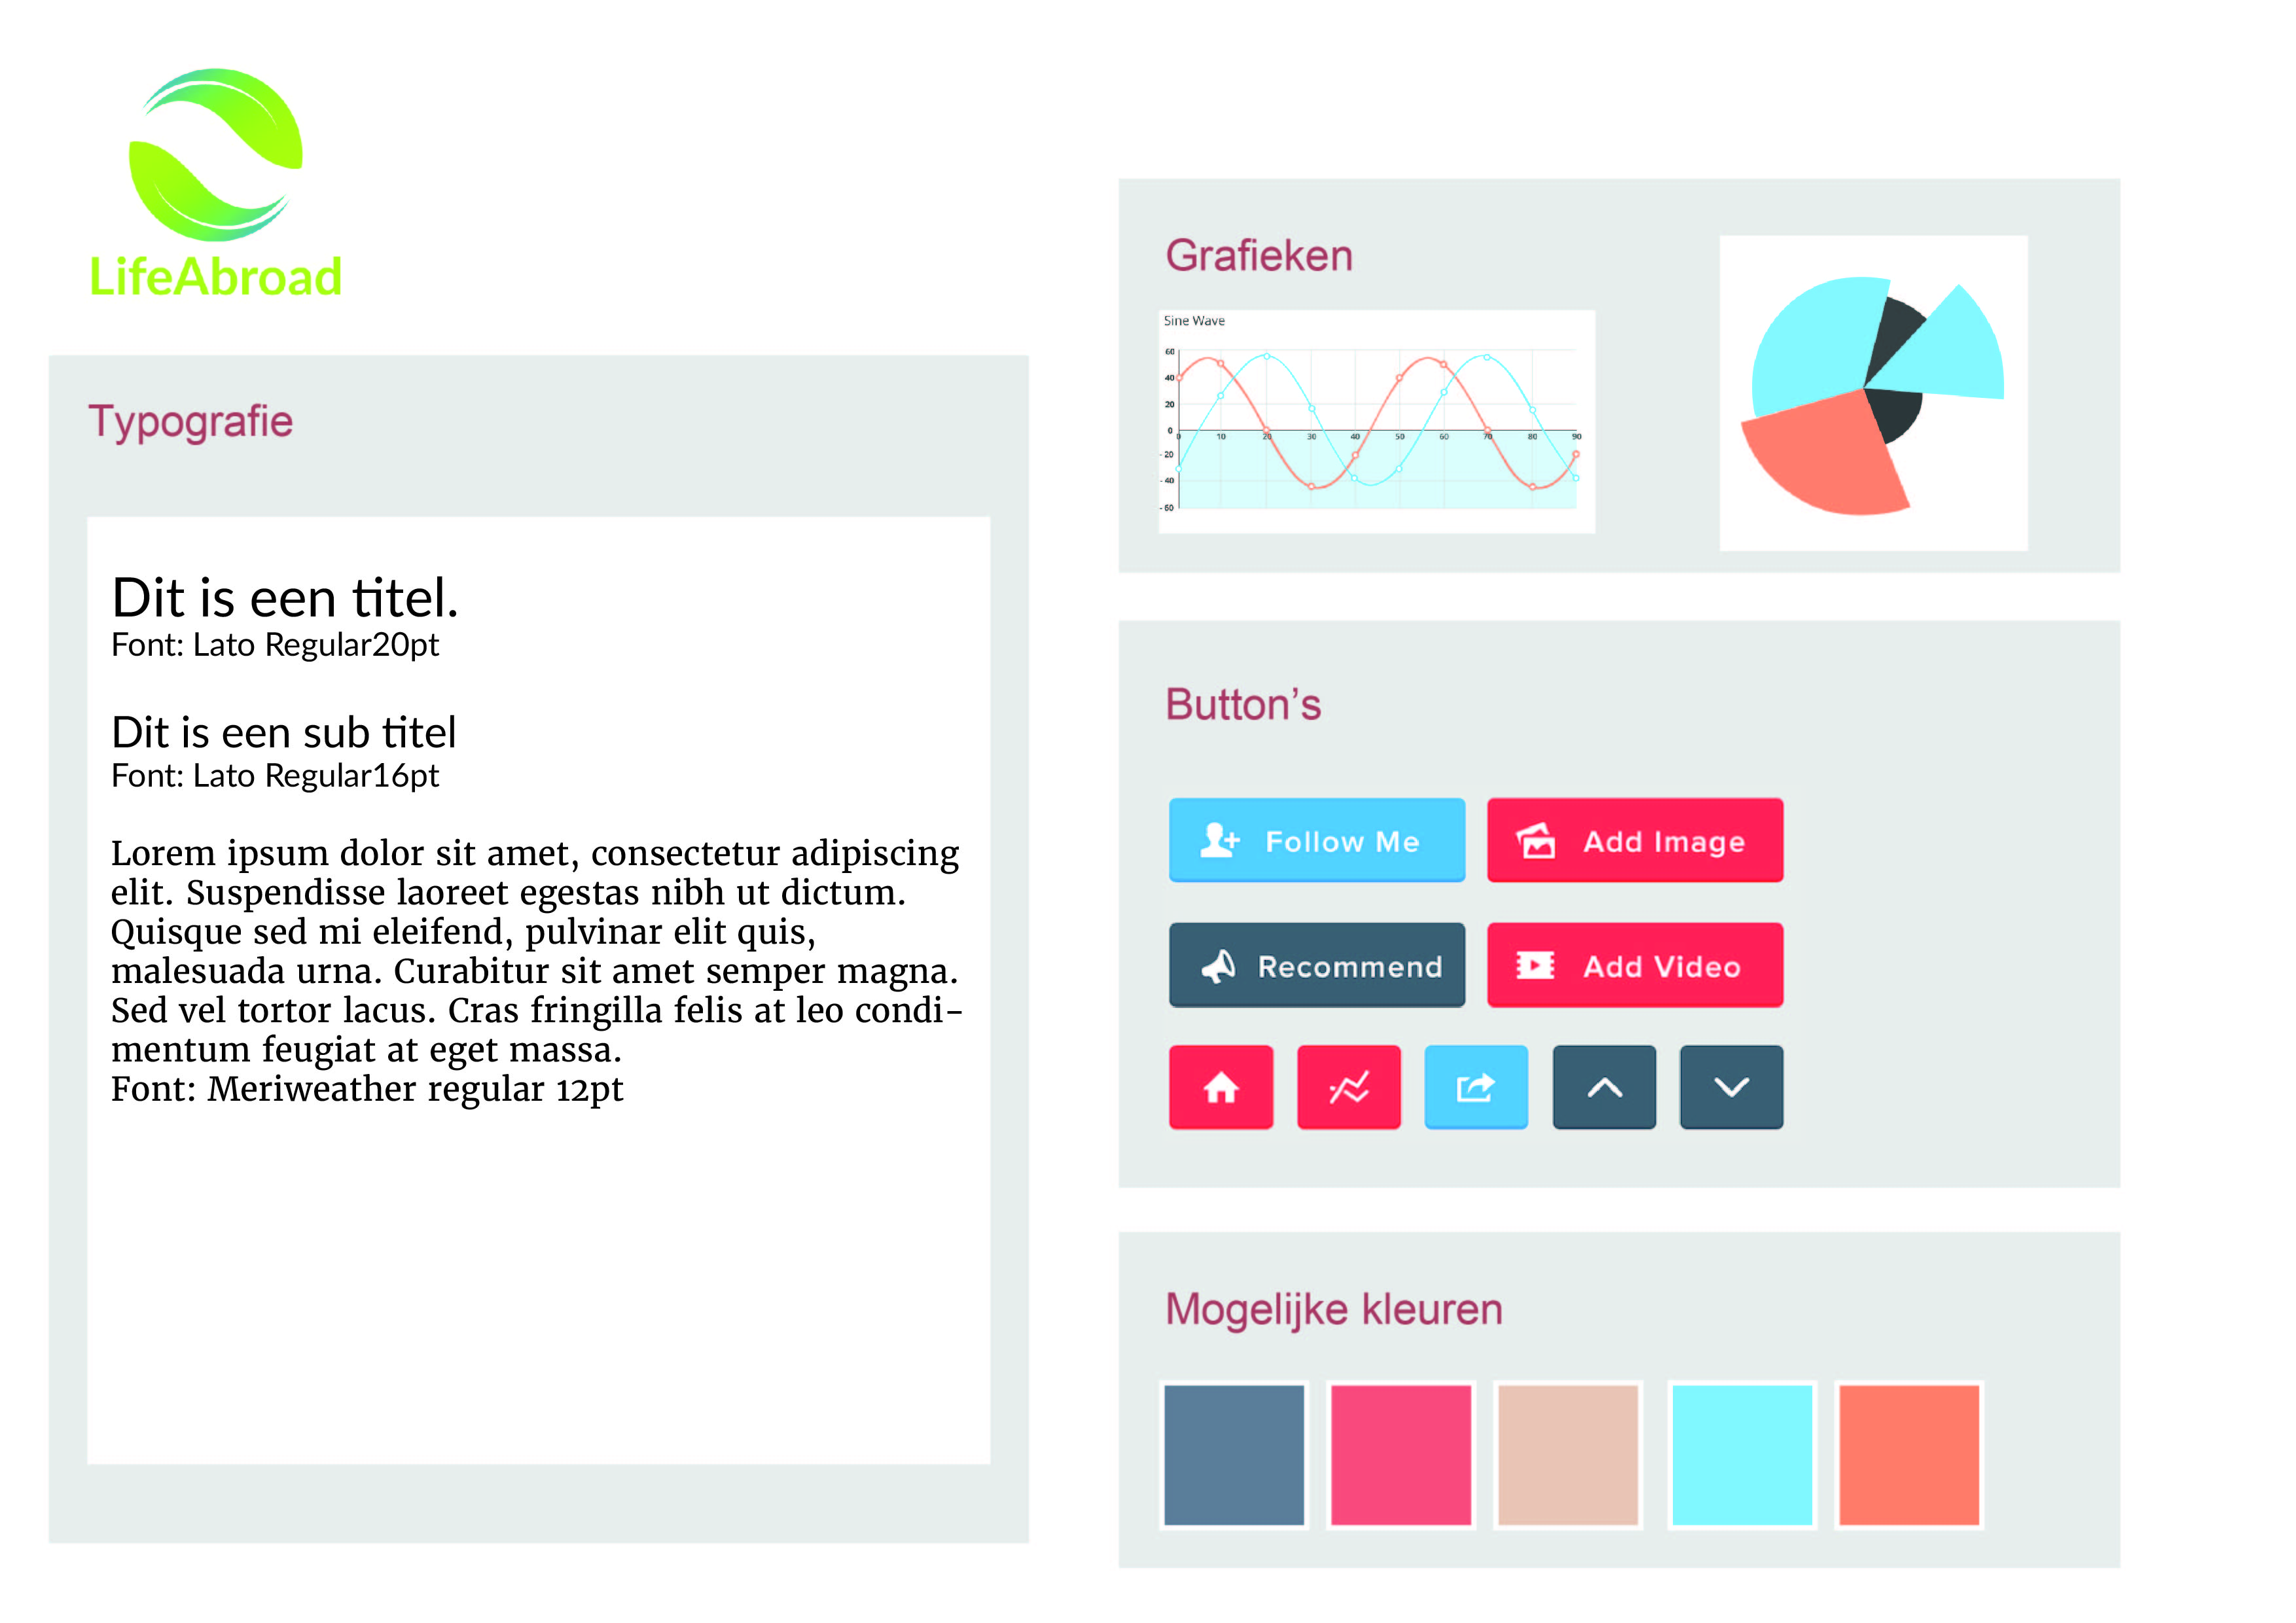 LifeAbroad
Typografie
Dit is een titel.
Font: Lato Regular20pt
Dit is een sub titel
Font: Lato Regular16pt
Lorem ipsum dolor sit amet, consectetur adipiscing
elit. Suspendisse laoreet egestas nibh ut dictum.
Quisque sed mi eleifend, pulvinar elit quis,
malesuada urna. Curabitur sit amet semper magna.
Sed vel tortor lacus. Cras fringilla felis at leo condi-
mentum feugiat at eget massa.
Font: Meriweather regular 12pt
Grafieken
Sine Wave
60
40
20
0
0 10 20 30 40 50 60 70 80 90
- 20
- 40
- 60
Button’s
Follow Me
Add Image
Recommend
Add Video
Mogelijke kleuren